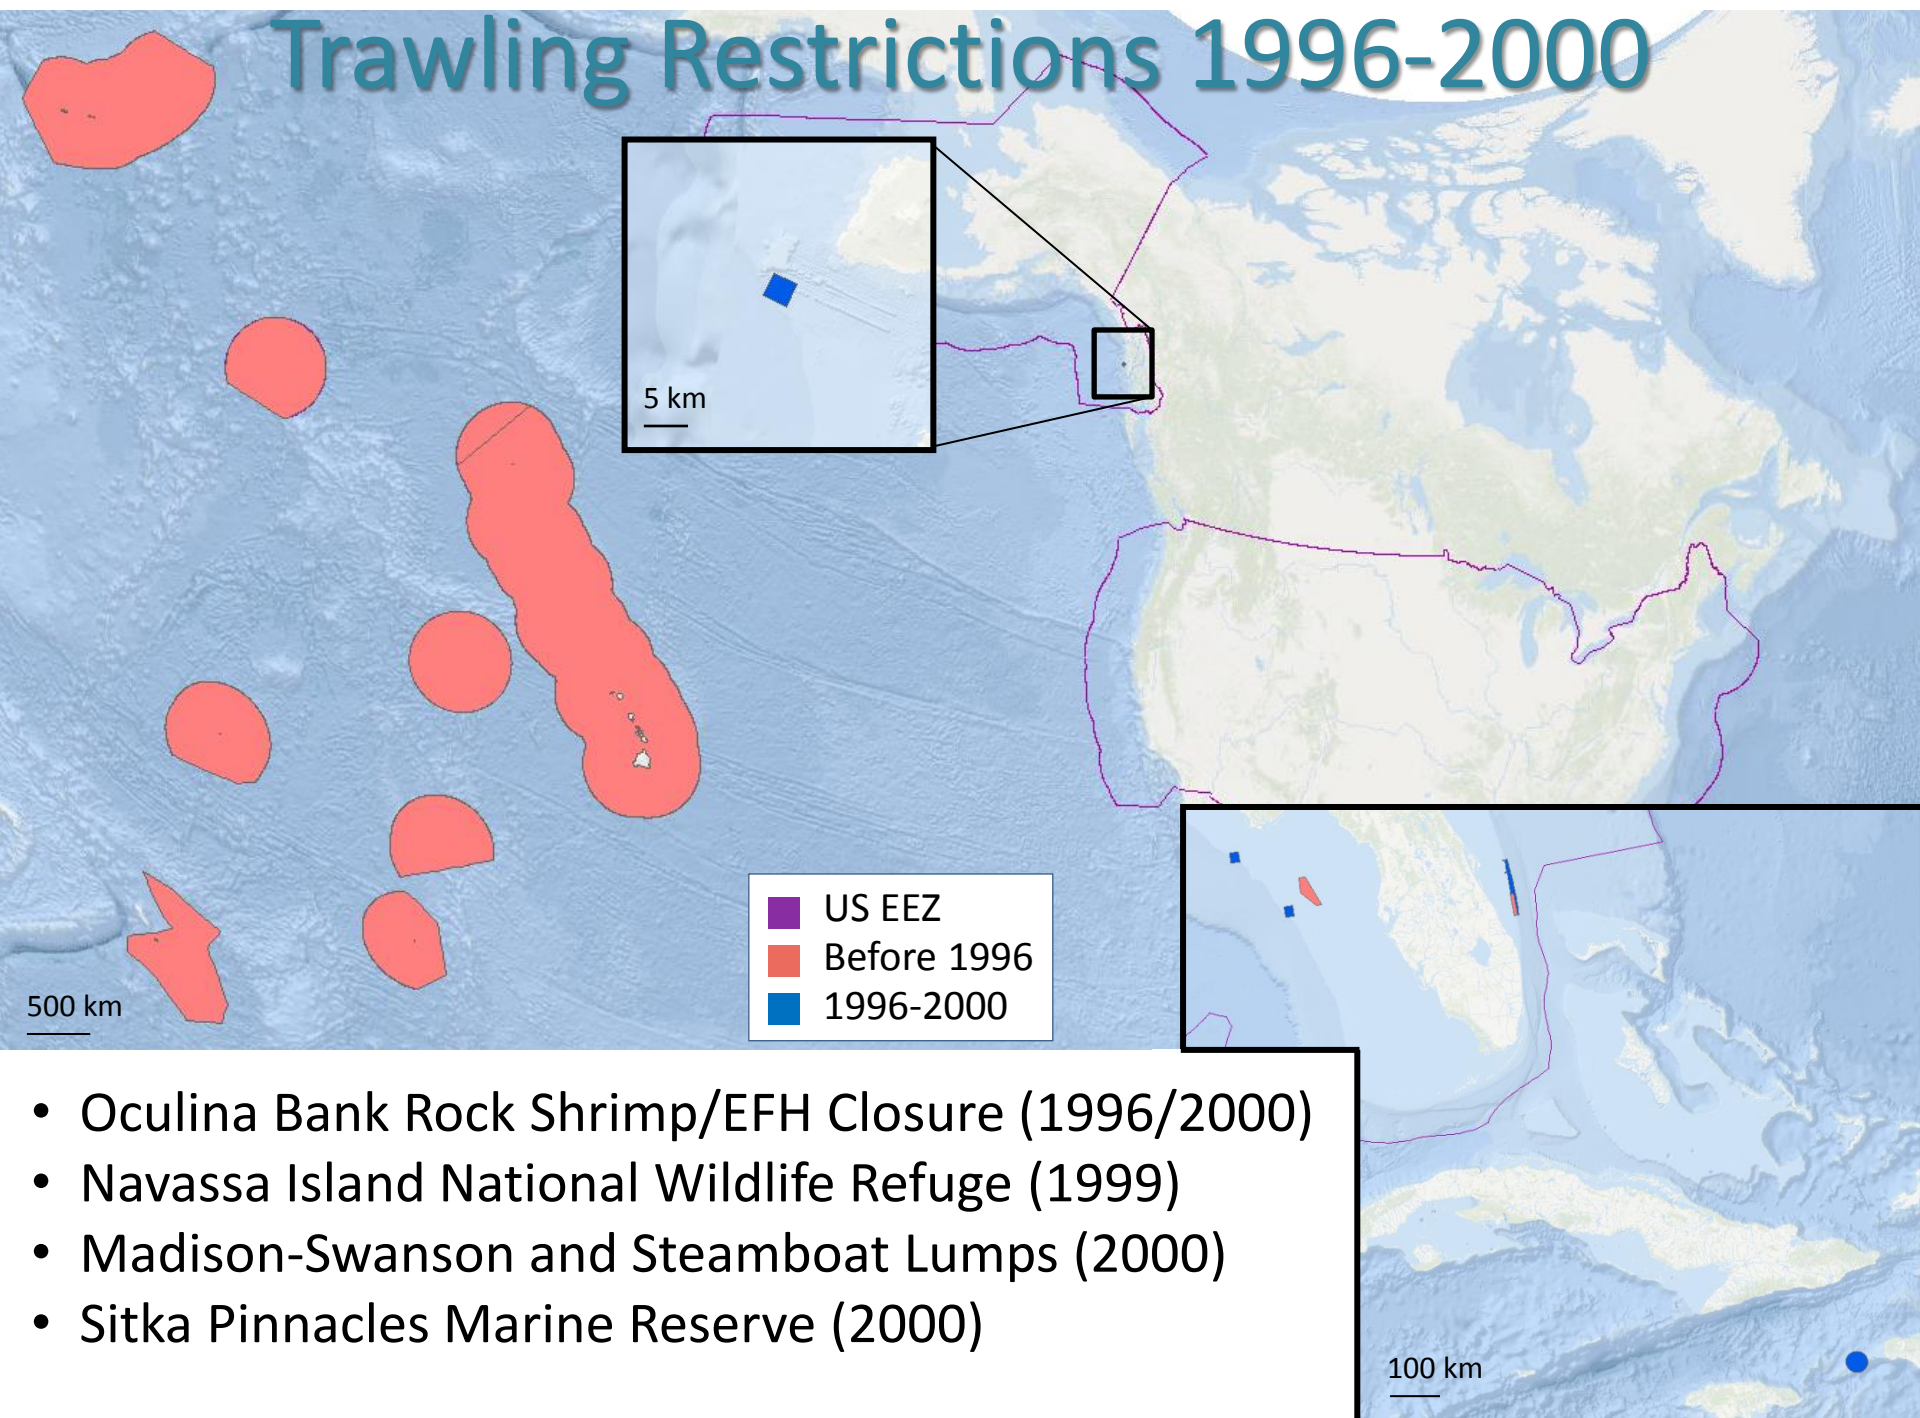 Trawling Restrictions 1996-2000
5 km
US EEZ
Before 1996
1996-2000
500 km
• Oculina Bank Rock Shrimp/EFH Closure (1996/2000)
• Navassa Island National Wildlife Refuge (1999)
• Madison-Swanson and Steamboat Lumps (2000)
• Sitka Pinnacles Marine Reserve (2000)
100 km